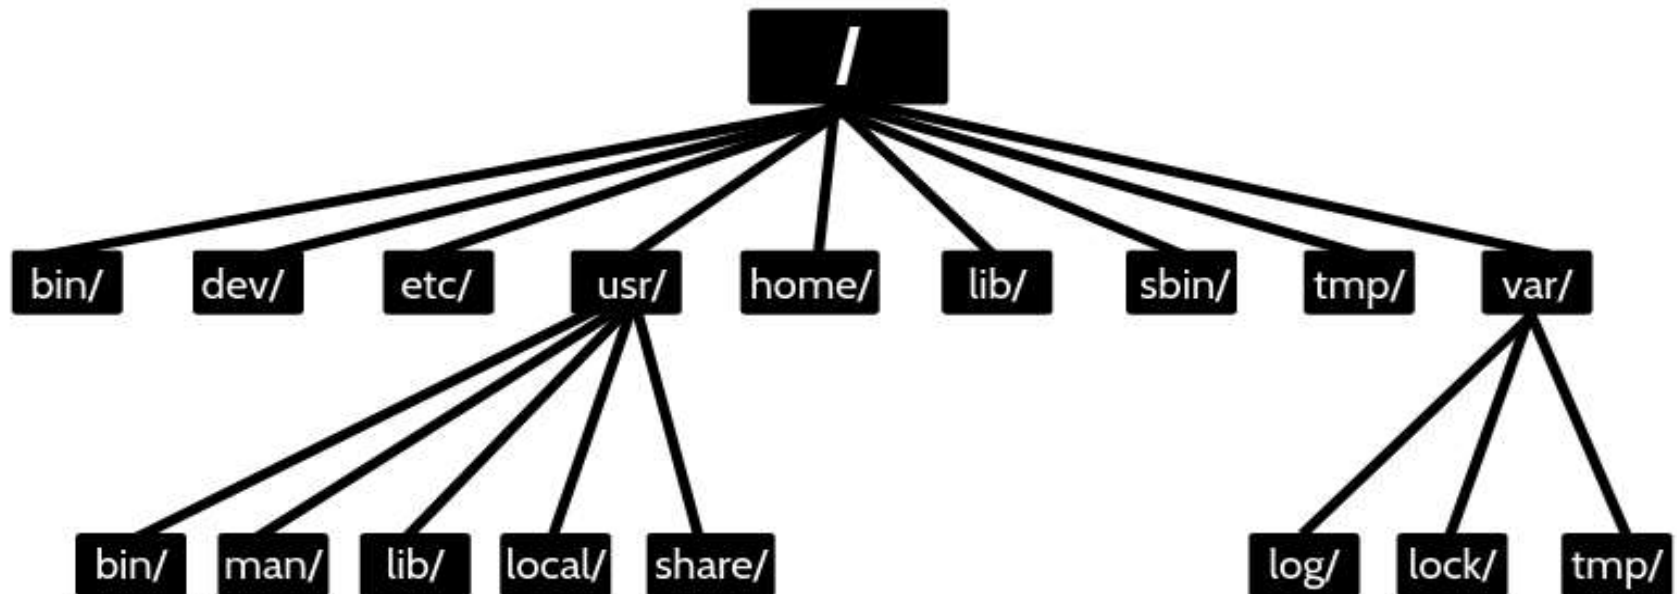 /
bin/ dev/ etc/ usr/ home/ lib/ sbin/ tmp/ var/
bin/ man/ lib/ local/ share/ log/ lock/ tmp/